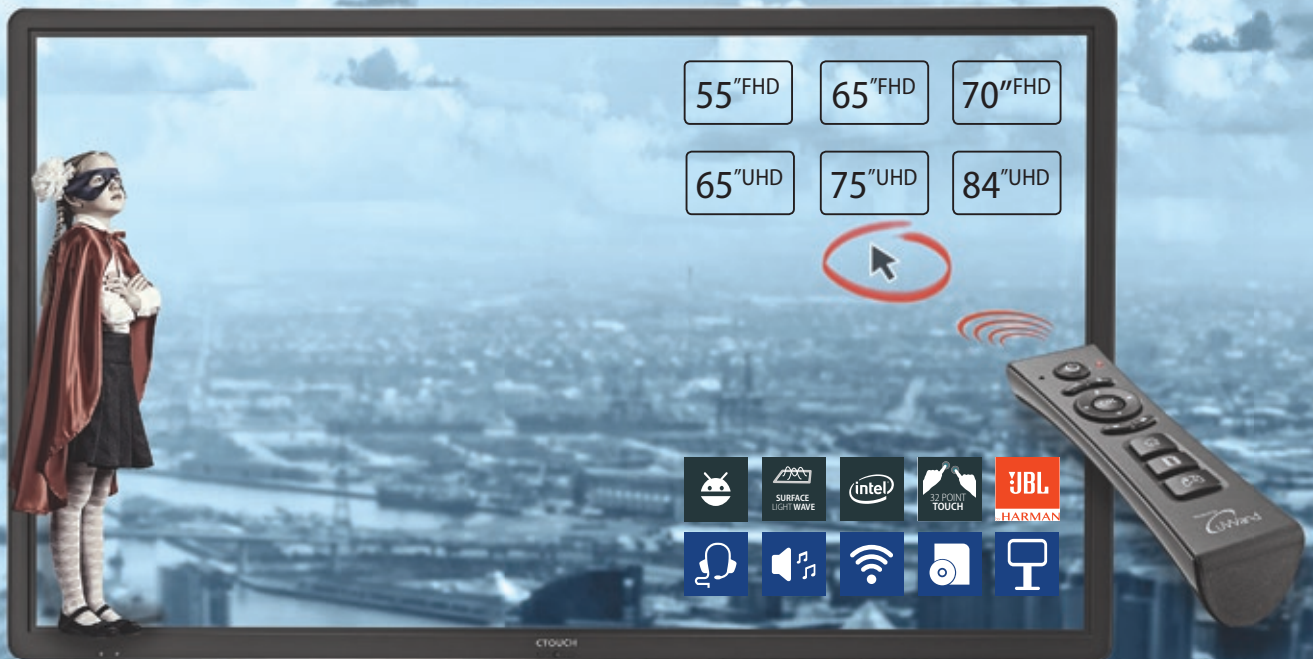 55″FHD 65″FHD 70″FHD
65″UHD 75″UHD 84″UHD
SURFACE
LIGHT WAVE
intel
32 POINT
TOUCH
JBL
HARMAN
uWand
CTOUCH